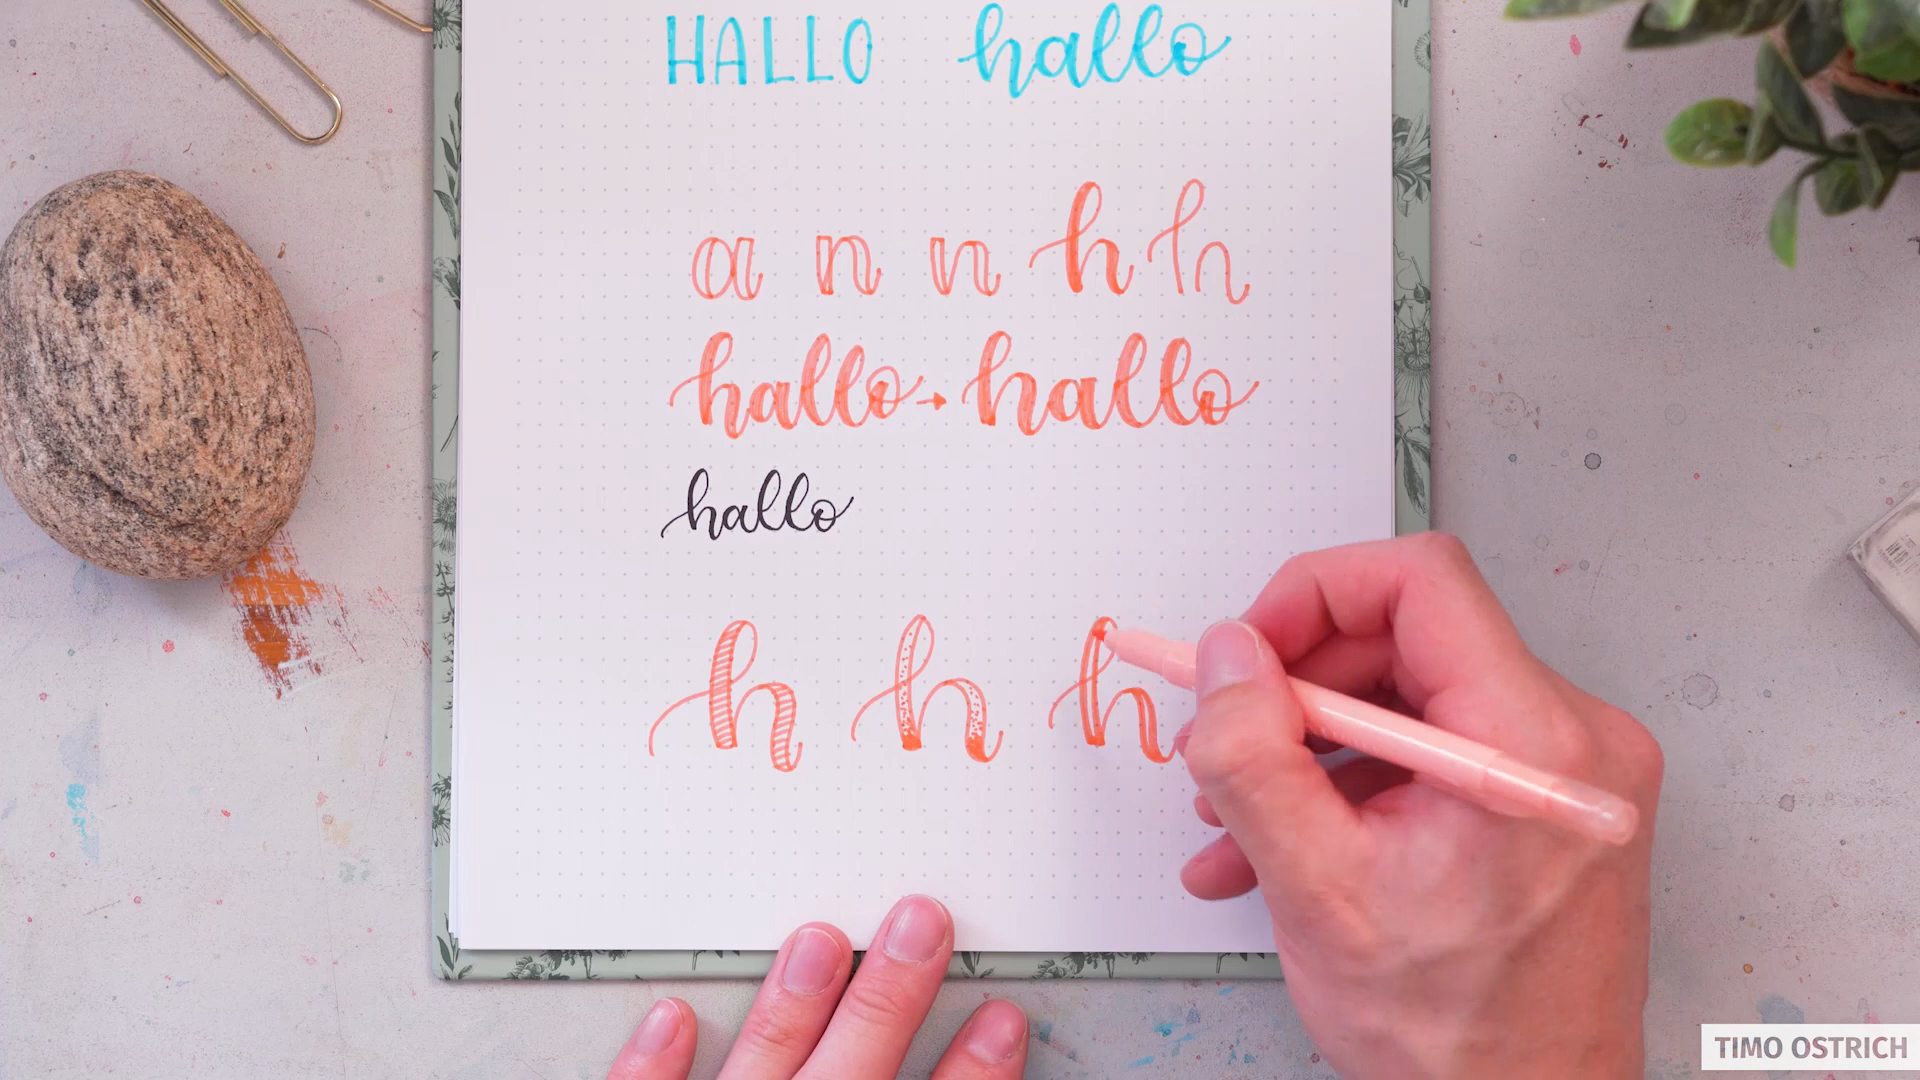 HALLO hallo
a n n h h
hallo → hallo
hallo
h h h
TIMO OSTRICH